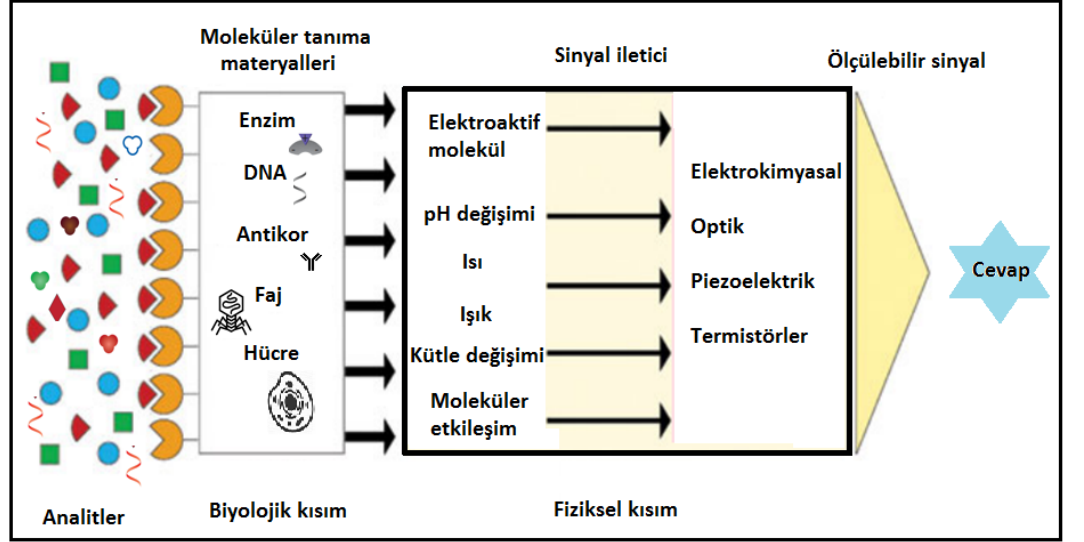 Moleküler tanıma
materyalleri
Sinyal iletici
Ölçülebilir sinyal
Enzim
DNA
Antikor
Faj
Hücre
Elektroaktif
molekül
pH değişimi
Isı
Işık
Kütle değişimi
Moleküler
etkileşim
Elektrokimyasal
Optik
Piezoelektrik
Termistörler
Cevap
Analitler
Biyolojik kısım
Fiziksel kısım